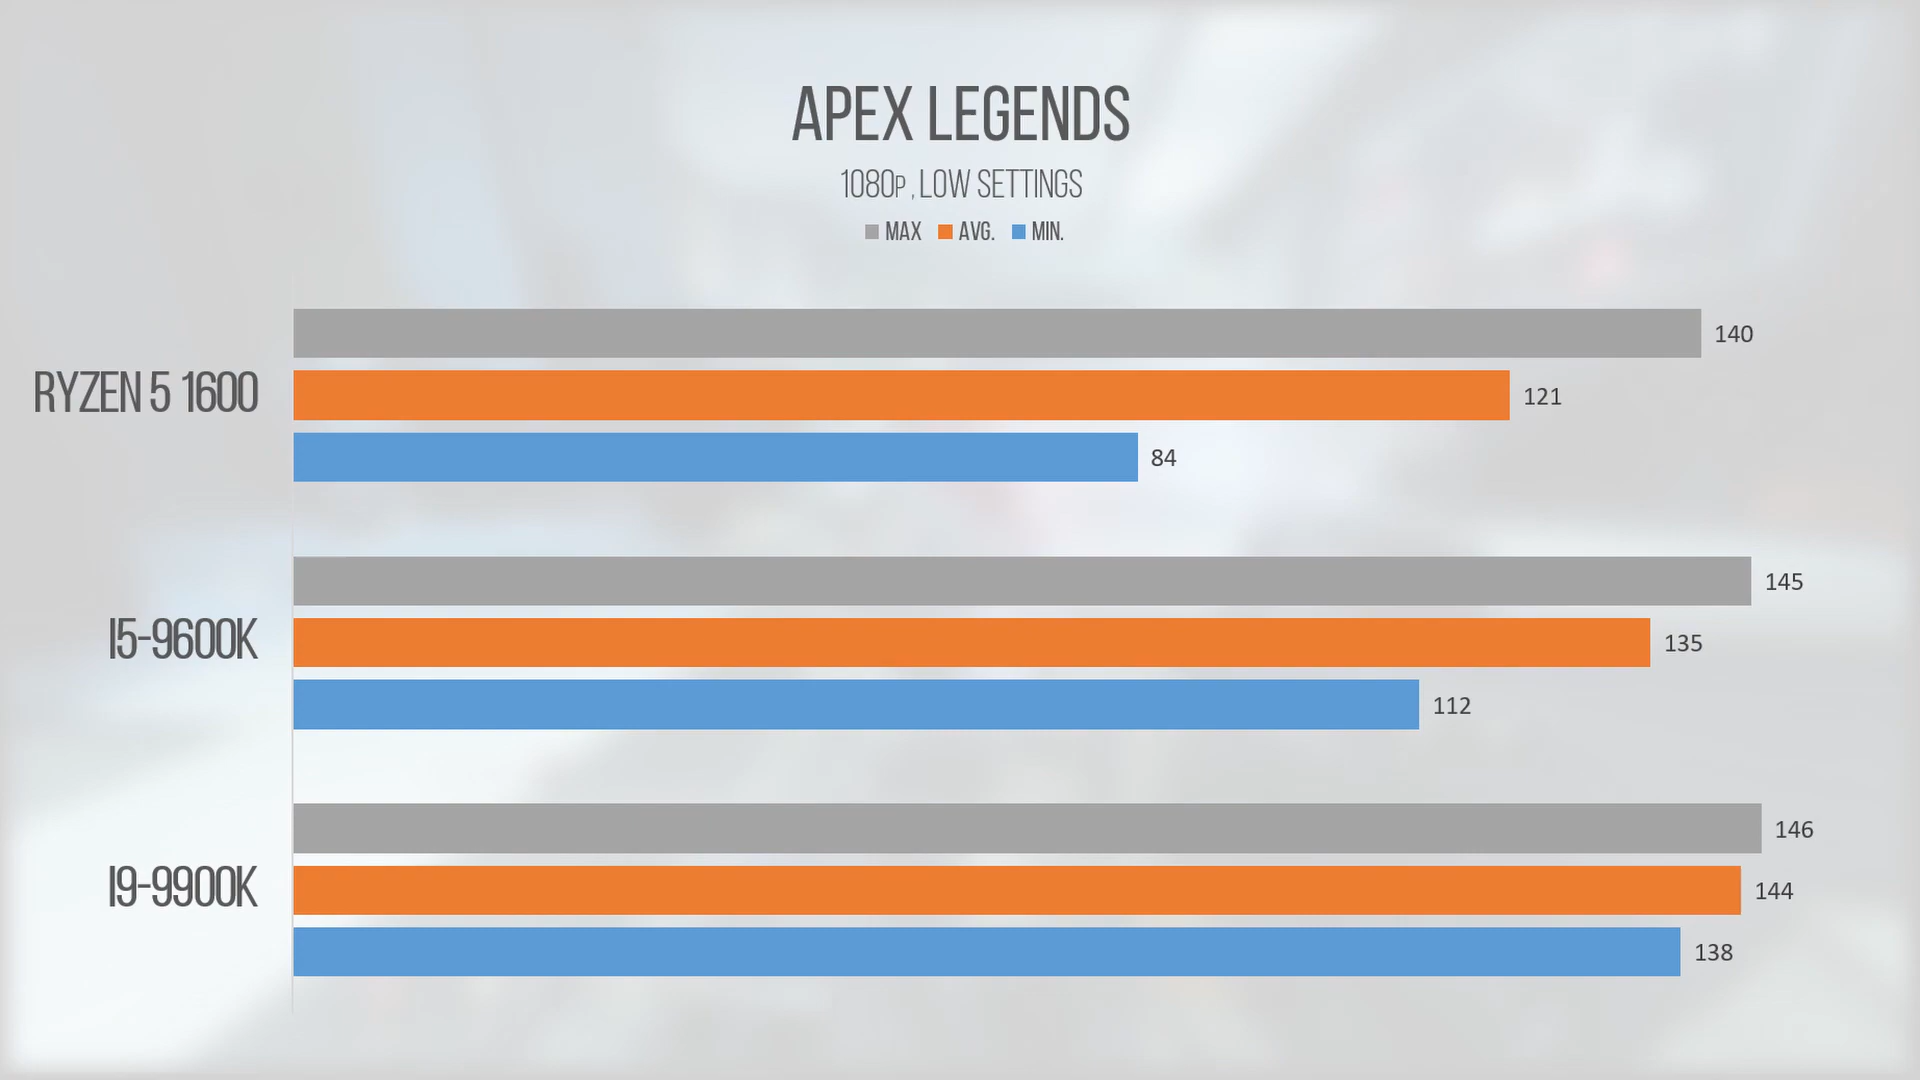 APEX LEGENDS
1080P, LOW SETTINGS
MAX AVG. MIN.
140
RYZEN 5 1600 121
84
145
I5-9600K 135
112
146
I9-9900K 144
138